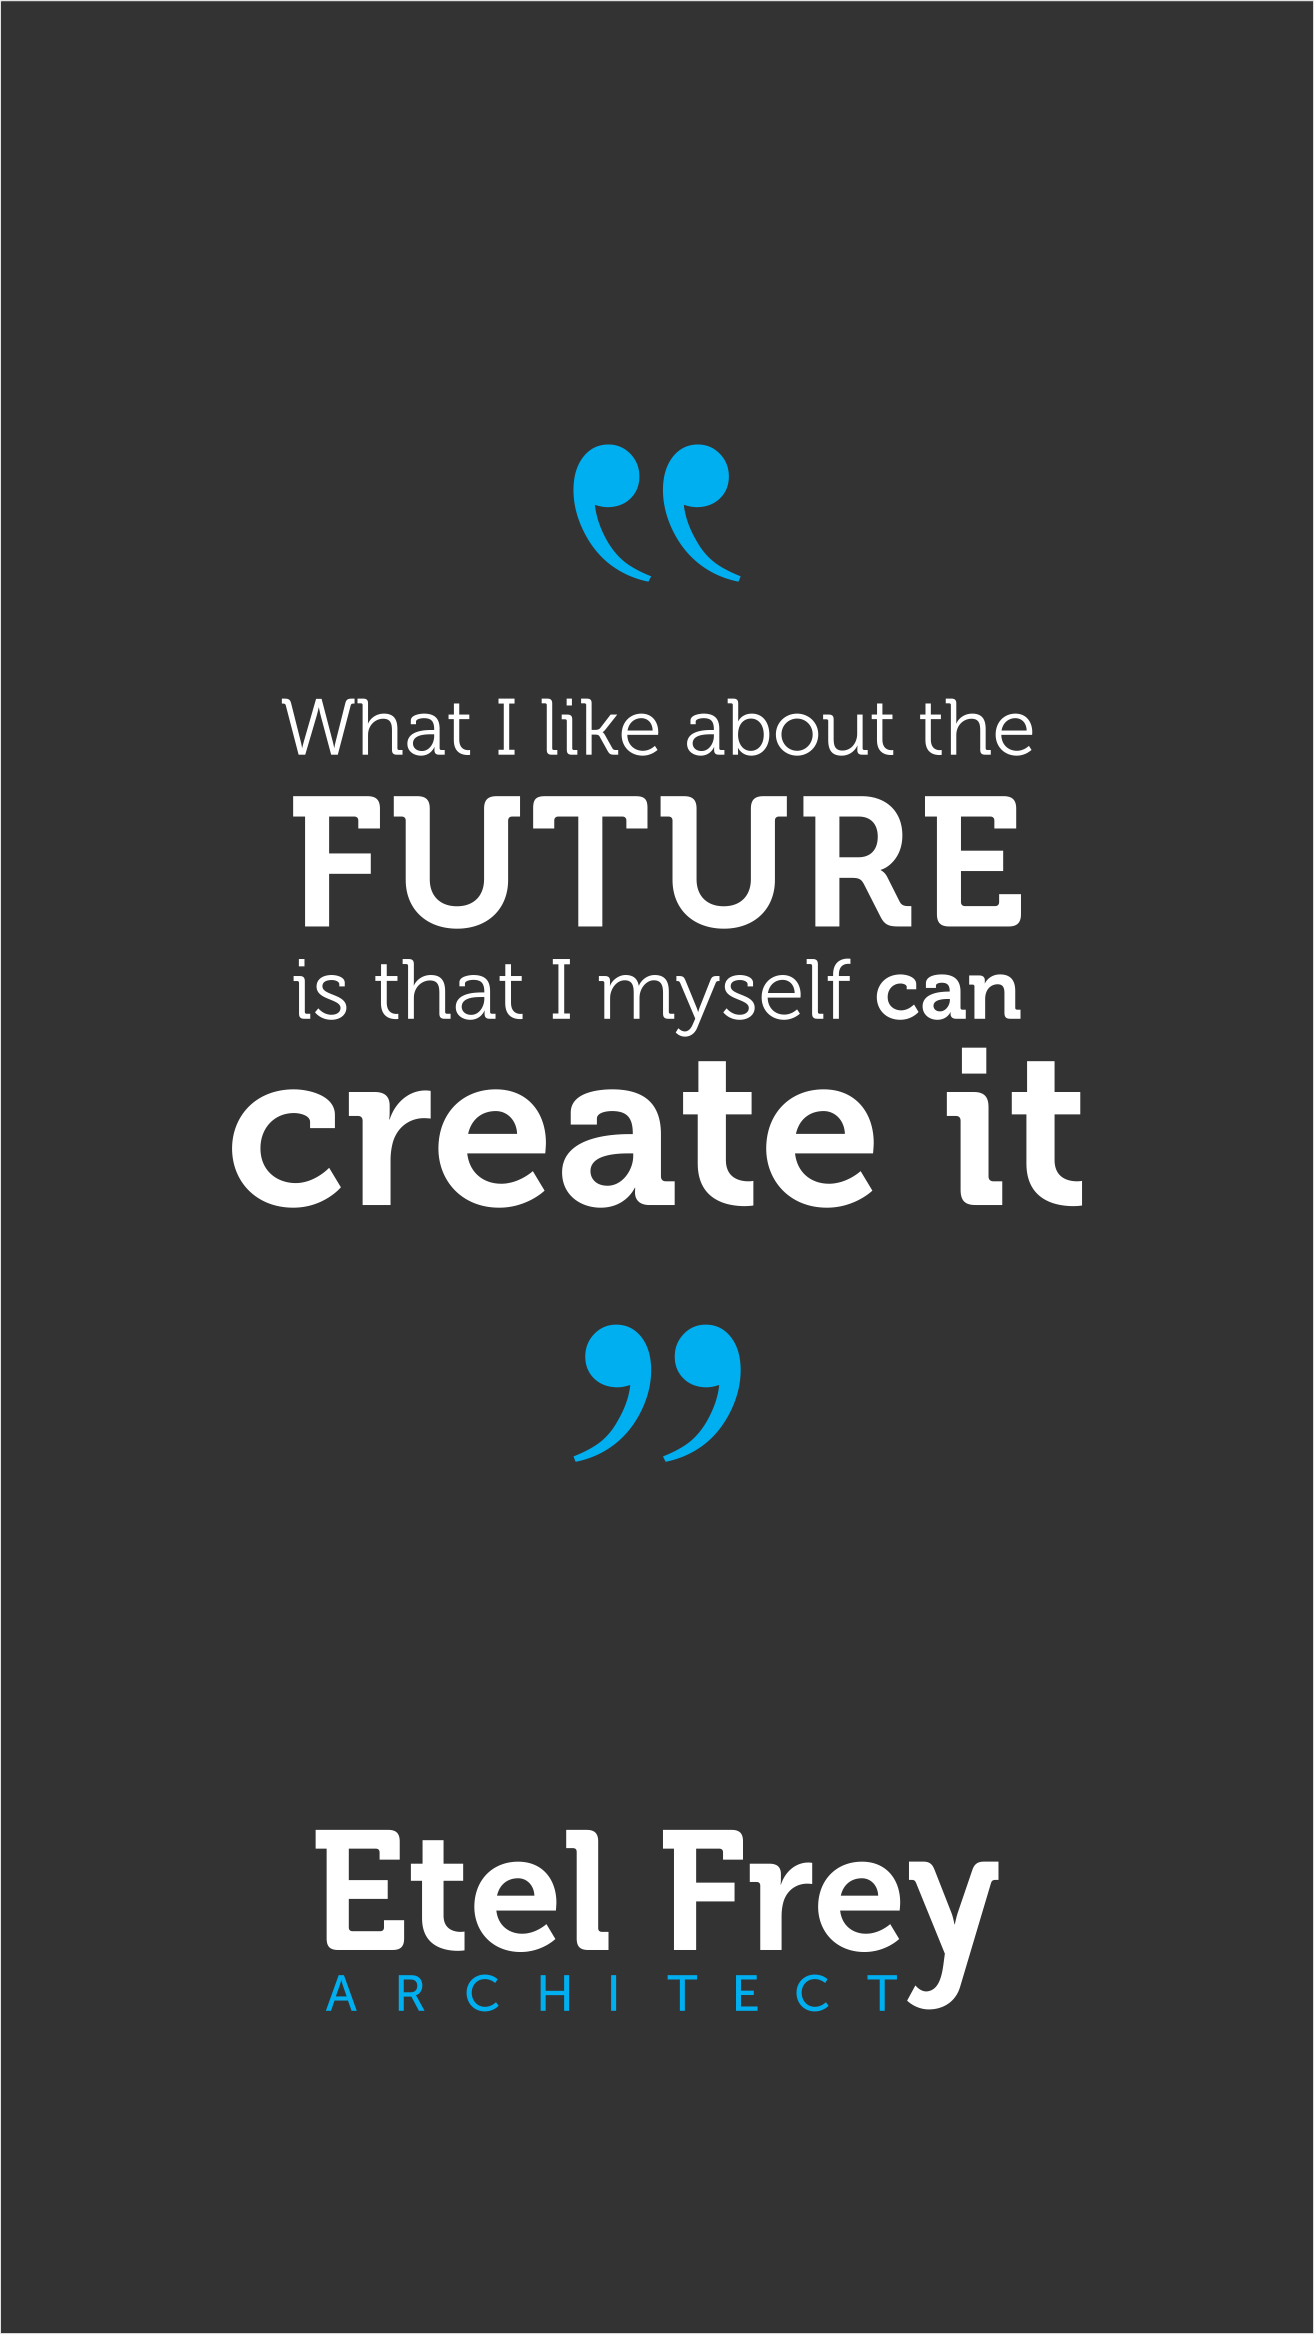 “
What I like about the
FUTURE
is that I myself can
create it
”
Etel Frey
ARCHITECT